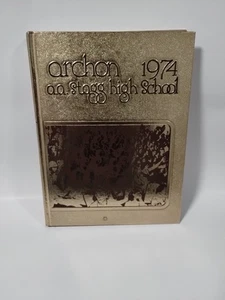 archon 1974
a.a. stagg high school